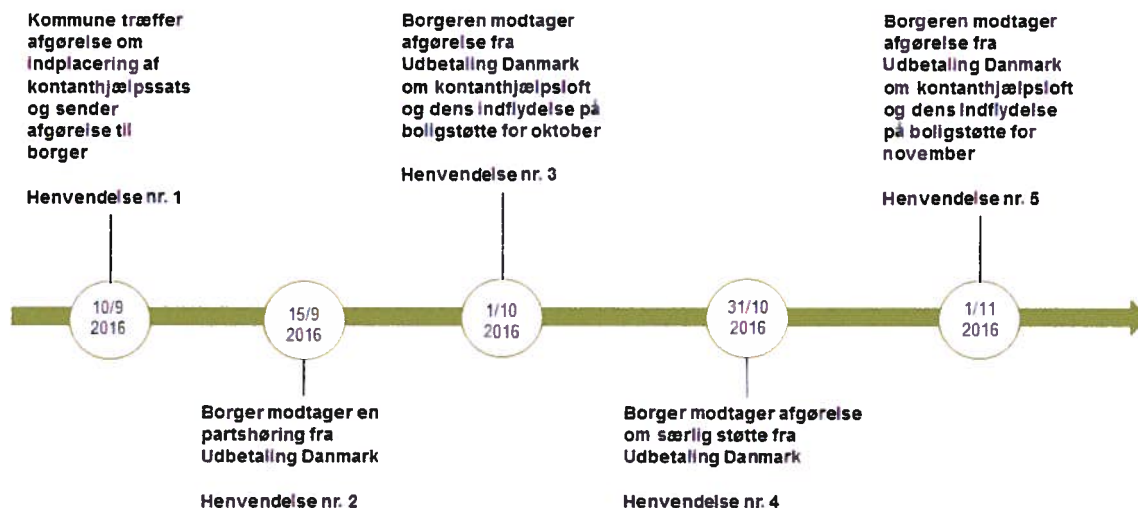 Kommune træffer
afgørelse om
indplacering af
kontanthjælpssats
og sender
afgørelse til
borger
Henvendelse nr. 1
Borgeren modtager
afgørelse fra
Udbetaling Danmark
om kontanthjælpsloft
og dens indflydelse på
boligstøtte for oktober
Henvendelse nr. 3
Borgeren modtager
afgørelse fra
Udbetaling Danmark
om kontanthjælpsloft
og dens indflydelse
på boligstøtte for
november
Henvendelse nr. 5
10/9
2016
15/9
2016
1/10
2016
31/10
2016
1/11
2016
Borger modtager en
partshøring fra
Udbetaling Danmark
Henvendelse nr. 2
Borger modtager afgørelse
om særlig støtte fra
Udbetaling Danmark
Henvendelse nr. 4